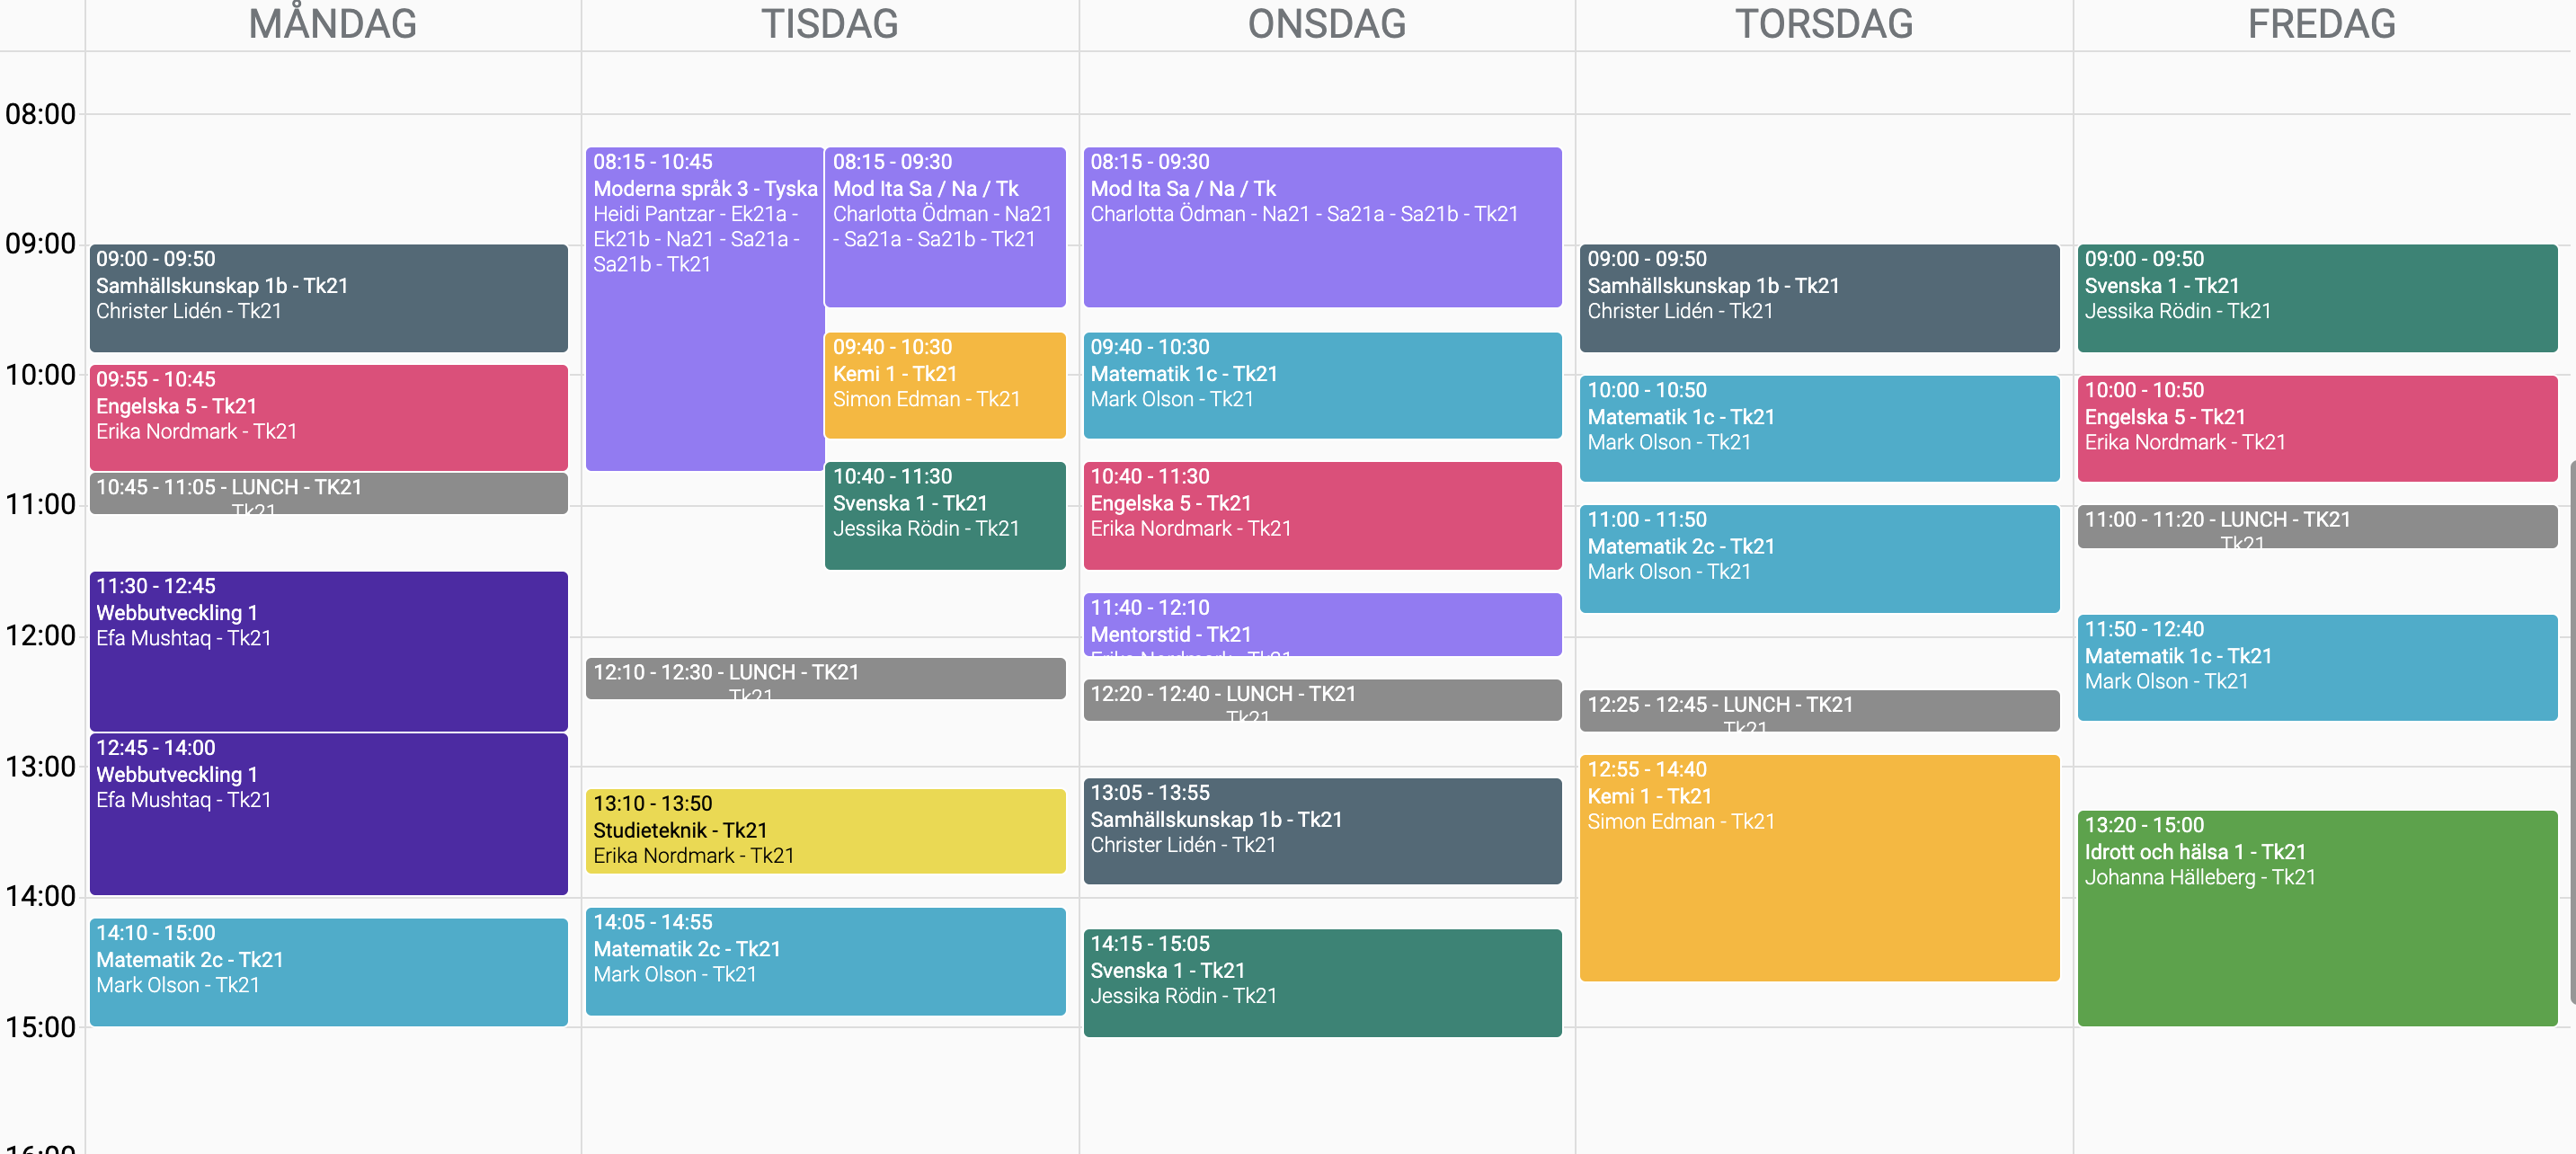 MÅNDAG
TISDAG
ONSDAG
TORSDAG
FREDAG
08:00
09:00
10:00
11:00
12:00
13:00
14:00
15:00
16:00
09:00 - 09:50
Samhällskunskap 1b - Tk21
Christer Lidén - Tk21
09:55 - 10:45
Engelska 5 - Tk21
Erika Nordmark - Tk21
10:45 - 11:05 - LUNCH - TK21
Tk21
11:30 - 12:45
Webbutveckling 1
Efa Mushtaq - Tk21
12:45 - 14:00
Webbutveckling 1
Efa Mushtaq - Tk21
14:10 - 15:00
Matematik 2c - Tk21
Mark Olson - Tk21
08:15 - 10:45
Moderna språk 3 - Tyska
Heidi Pantzar - Ek21a -
Ek21b - Na21 - Sa21a -
Sa21b - Tk21
08:15 - 09:30
Mod Ita Sa / Na / Tk
Charlotta Ödman - Na21
- Sa21a - Sa21b - Tk21
09:40 - 10:30
Kemi 1 - Tk21
Simon Edman - Tk21
10:40 - 11:30
Svenska 1 - Tk21
Jessika Rödin - Tk21
12:10 - 12:30 - LUNCH - TK21
Tk21
13:10 - 13:50
Studieteknik - Tk21
Erika Nordmark - Tk21
14:05 - 14:55
Matematik 2c - Tk21
Mark Olson - Tk21
08:15 - 09:30
Mod Ita Sa / Na / Tk
Charlotta Ödman - Na21 - Sa21a - Sa21b - Tk21
09:40 - 10:30
Matematik 1c - Tk21
Mark Olson - Tk21
10:40 - 11:30
Engelska 5 - Tk21
Erika Nordmark - Tk21
11:40 - 12:10
Mentorstid - Tk21
Erika Nordmark - Tk21
12:20 - 12:40 - LUNCH - TK21
Tk21
13:05 - 13:55
Samhällskunskap 1b - Tk21
Christer Lidén - Tk21
14:15 - 15:05
Svenska 1 - Tk21
Jessika Rödin - Tk21
09:00 - 09:50
Samhällskunskap 1b - Tk21
Christer Lidén - Tk21
10:00 - 10:50
Matematik 1c - Tk21
Mark Olson - Tk21
11:00 - 11:50
Matematik 2c - Tk21
Mark Olson - Tk21
12:25 - 12:45 - LUNCH - TK21
Tk21
12:55 - 14:40
Kemi 1 - Tk21
Simon Edman - Tk21
09:00 - 09:50
Svenska 1 - Tk21
Jessika Rödin - Tk21
10:00 - 10:50
Engelska 5 - Tk21
Erika Nordmark - Tk21
11:00 - 11:20 - LUNCH - TK21
Tk21
11:50 - 12:40
Matematik 1c - Tk21
Mark Olson - Tk21
13:20 - 15:00
Idrott och hälsa 1 - Tk21
Johanna Hälleberg - Tk21